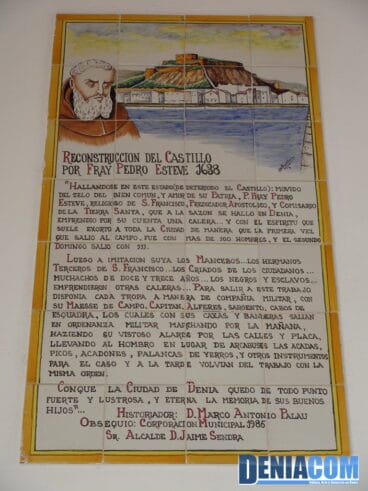 RECONSTRUCCION DEL CASTILLO
POR FRAY PEDRO ESTEVE 1638
"HALLANDOSE EN ESTE ESTADO(DE DETERIORO EL CASTILLO): MOVIDO
DEL ZELO DEL BIEN COMUN, Y AMOR DE SU PATRIA, P. FRAY PEDRO
ESTEVE, RELIGIOSO DE S. FRANCISCO, PREDICADOR APOSTOLICO, Y COMISARIO
DE LA TIERRA SANTA, QUE A LA SAZON SE HALLO EN DENIA,
EMPRENDIO POR SU CUENTA UNA CALERA... Y CON EL ESPIRITU QUE
SUELE EXORTO A TODA LA CIUDAD DE MANERA QUE LA PRIMERA VEZ
QUE SALIO AL CAMPO, FUE CON MAS DE 300 HOMBRES, Y EL SEGUNDO
DOMINGO SALIO CON 533.
LUEGO A IMITACION SUYA LOS MANCEBOS...LOS HERMANOS
TERCEROS DE S. FRANCISCO...LOS CRIADOS DE LOS CIUDADANOS...
MUCHACHOS DE DOCE Y TRECE AÑOS...LOS NEGROS Y ESCLAVOS...
EMPRENDIERON OTRAS CALERAS... PARA SALIR A ESTE TRABAJO
DISPONIA CADA TROPA A MANERA DE COMPAÑIA MILITAR, CON
SU MAESSE DE CAMPO, CAPITAN, ALFERES, SARGENTO, CABOS DE
ESQUADRA, LOS CUALES CON SUS CAXAS Y BANDERAS SALIAN
EN ORDENANZA MILITAR MARCHANDO POR LA MAÑANA,
HAZIENDO SU VISTOSO ALARDE POR LAS CALLES Y PLACA,
LLEVANDO AL HOMBRO EN LUGAR DE ARCABUSES LAS ACADAS,
PICOS, ACADONES, PALANCAS DE YERROS, Y OTROS INSTRUMENTOS
PARA EL CASO Y A LA TARDE VOLVIAN DEL TRABAJO CON LA
MISMA ORDEN.
CONQUE LA CIUDAD DE DENIA QUEDO DE TODO PUNTO
FUERTE Y LUSTROSA, Y ETERNA LA MEMORIA DE SUS BUENOS
HIJOS"...
HISTORIADOR: D. MARCO ANTONIO PALAU
OBSEQUIO: CORPORACION MUNICIPAL 1986
SR. ALCALDE D. JAIME SENDRA
DENIACOM